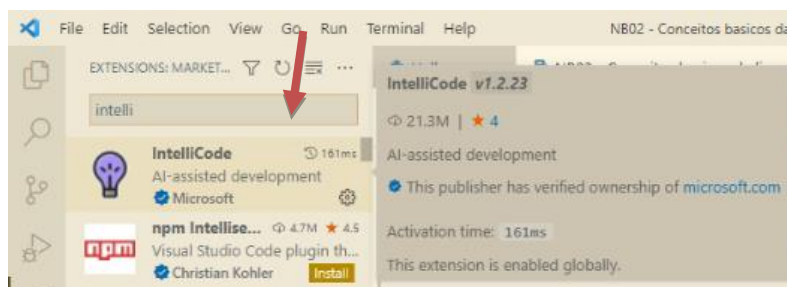 File Edit Selection View Go Run Terminal Help NB02 - Conceitos basicos da
EXTENSIONS: MARKET...
intelli
IntelliCode 161ms
AI-assisted development
Microsoft
npm Intellise... 4.7M ★ 4.5
Visual Studio Code plugin th...
Christian Kohler Install
npm
IntelliCode v1.2.23
21.3M | ★ 4
AI-assisted development
This publisher has verified ownership of microsoft.com
Activation time: 161ms
This extension is enabled globally.